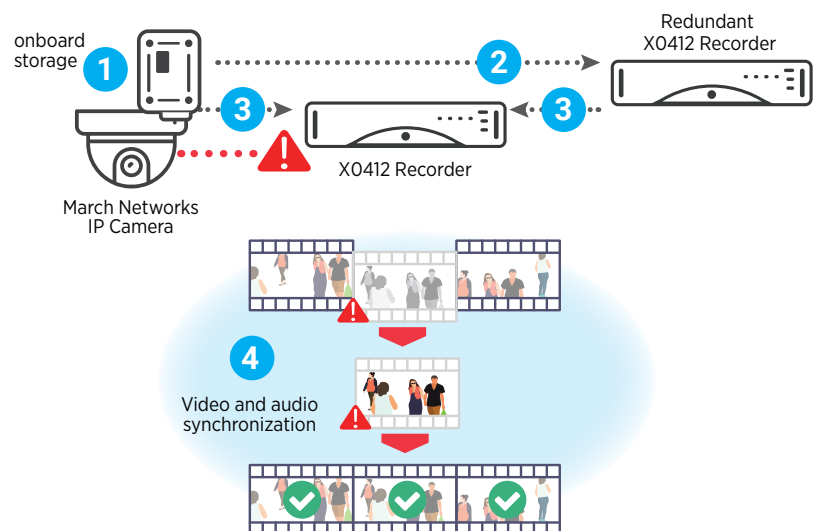 onboard
storage
1
2
Redundant
X0412 Recorder
3
3
X0412 Recorder
March Networks
IP Camera
4
Video and audio
synchronization